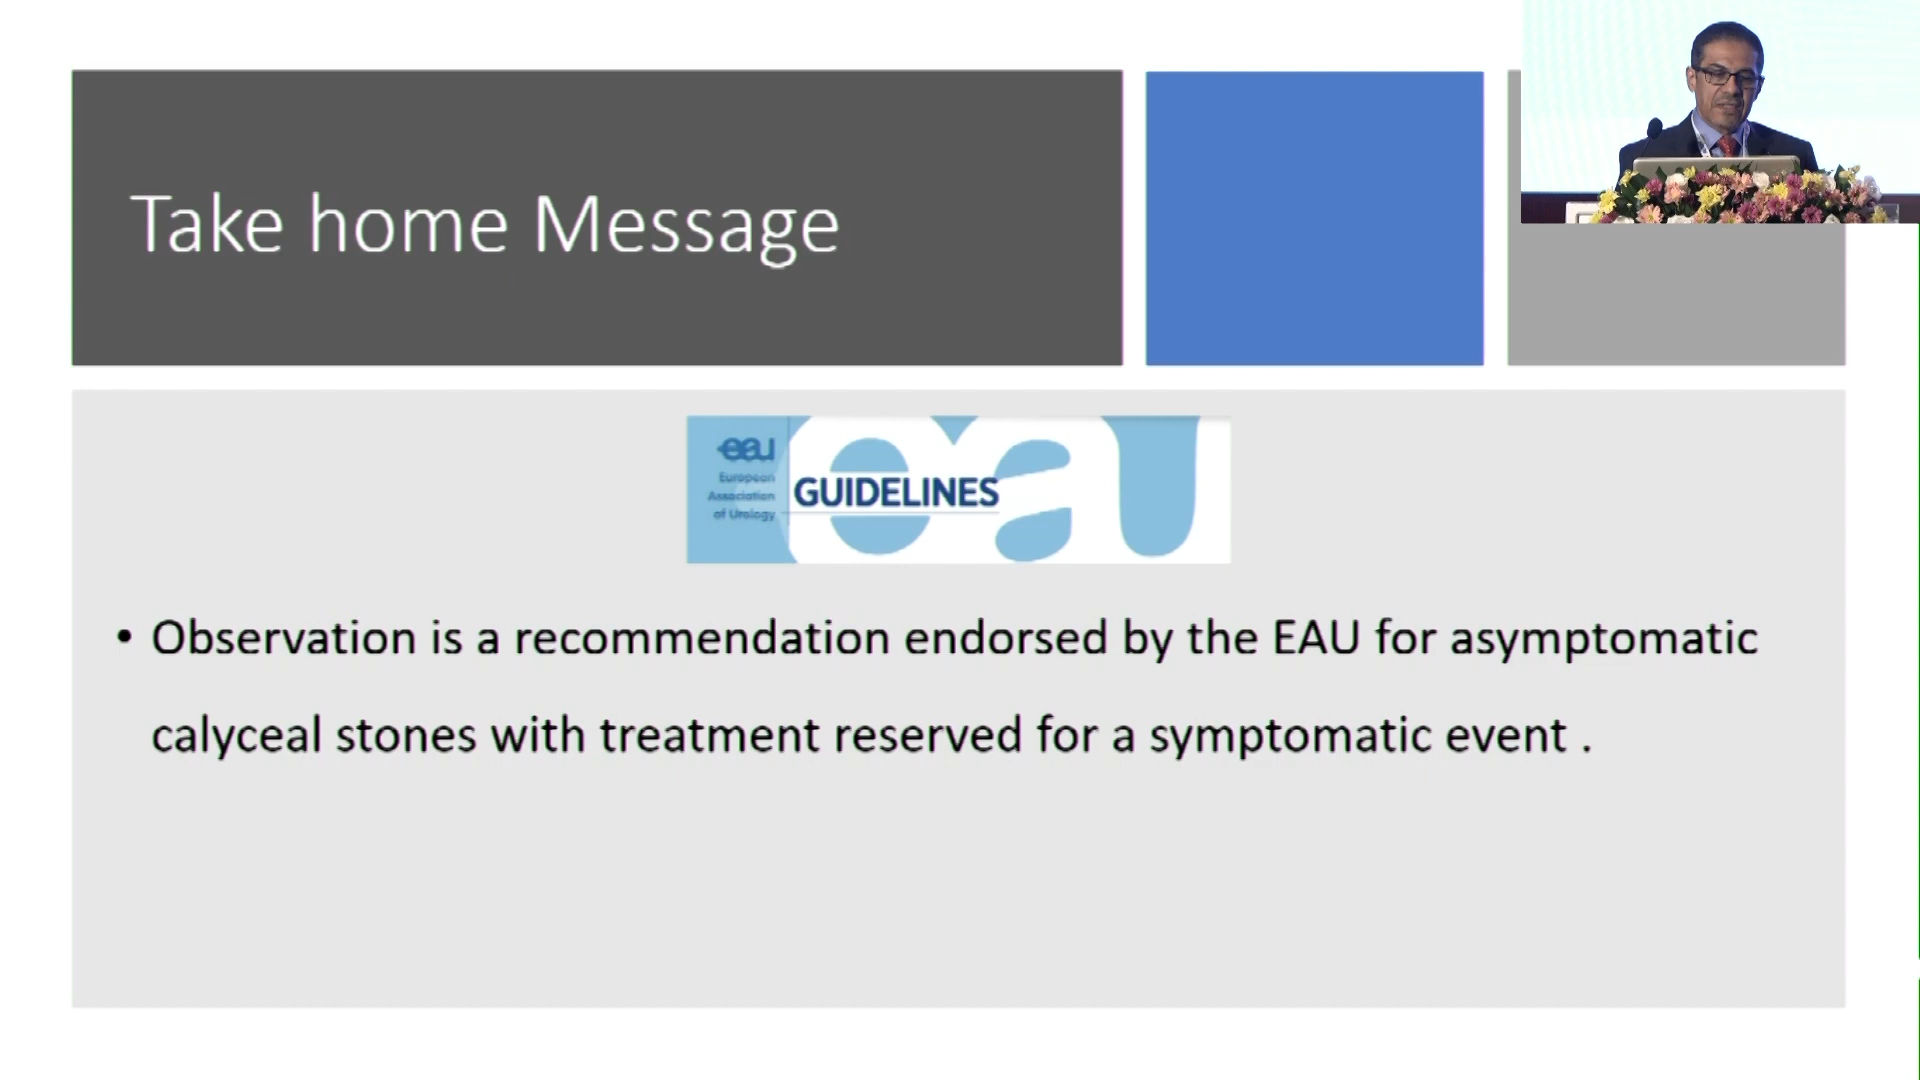 Take home Message
eau
European
Association
of Urology
GUIDELINES
eau
• Observation is a recommendation endorsed by the EAU for asymptomatic
calyceal stones with treatment reserved for a symptomatic event .